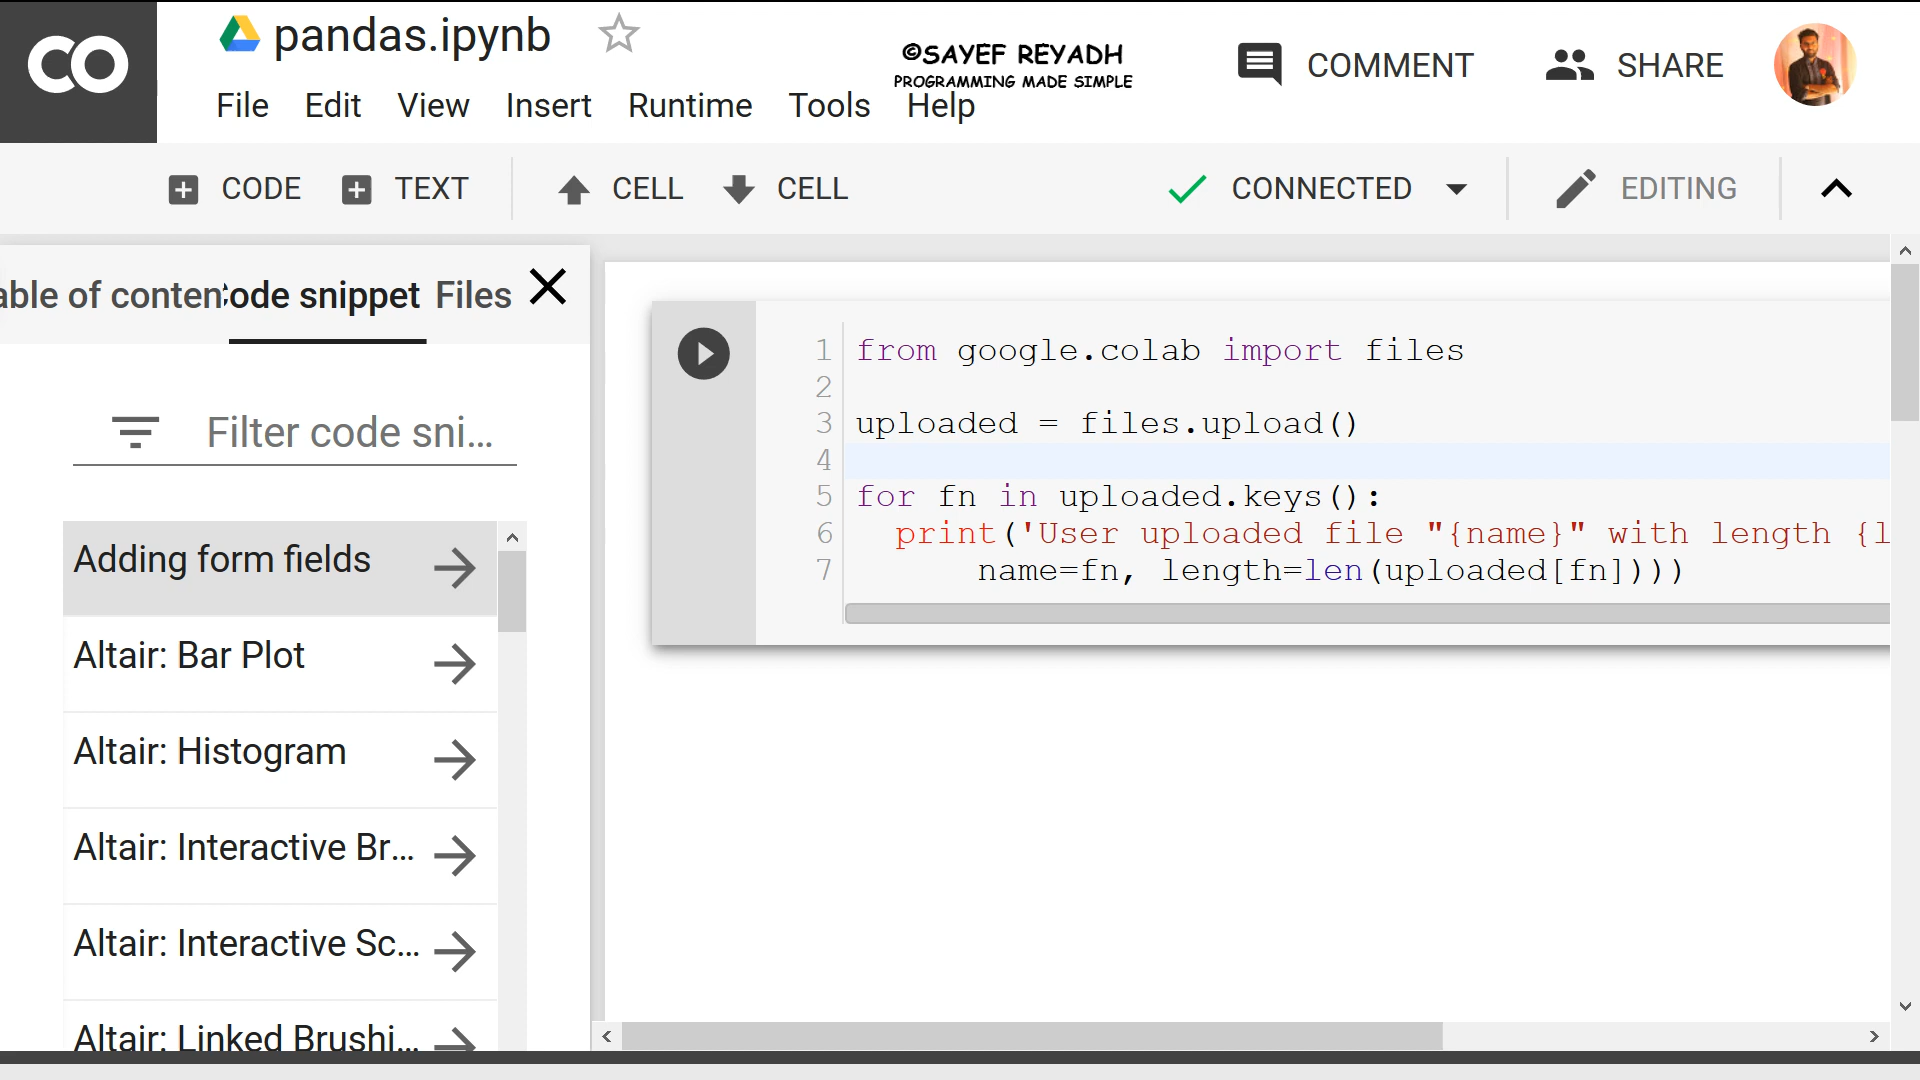 CO
pandas.ipynb
©SAYEF REYADH
PROGRAMMING MADE SIMPLE
COMMENT
SHARE
File Edit View Insert Runtime Tools Help
CODE TEXT CELL CELL CONNECTED EDITING
able of conten ode snippet Files
Filter code sni...
Adding form fields
Altair: Bar Plot
Altair: Histogram
Altair: Interactive Br...
Altair: Interactive Sc...
Altair: Linked Brushi...
1 from google.colab import files
2
3 uploaded = files.upload()
4
5 for fn in uploaded.keys():
6 print('User uploaded file "{name}" with length {l
7 name=fn, length=len(uploaded[fn])))